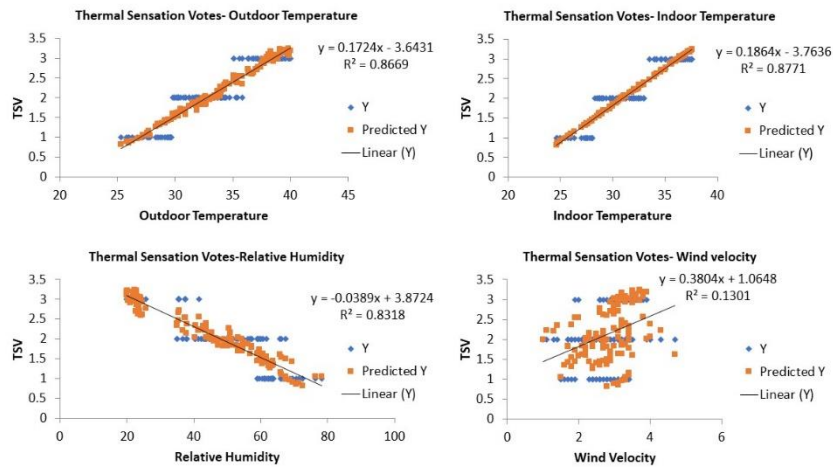 Thermal Sensation Votes- Outdoor Temperature
3.5
3
2.5
2
1.5
1
0.5
0
TSV
20 25 30 35 40 45
Outdoor Temperature
y = 0.1724x - 3.6431
R² = 0.8669
Y
Predicted Y
Linear (Y)
Thermal Sensation Votes- Indoor Temperature
3.5
3
2.5
2
1.5
1
0.5
0
TSV
20 25 30 35 40
Indoor Temperature
y = 0.1864x - 3.7636
R² = 0.8771
Y
Predicted Y
Linear (Y)
Thermal Sensation Votes-Relative Humidity
3.5
3
2.5
2
1.5
1
0.5
0
TSV
0 20 40 60 80 100
Relative Humidity
y = -0.0389x + 3.8724
R² = 0.8318
Y
Predicted Y
Linear (Y)
Thermal Sensation Votes- Wind velocity
3.5
3
2.5
2
1.5
1
0.5
0
TSV
0 2 4 6
Wind Velocity
y = 0.3804x + 1.0648
R² = 0.1301
Y
Predicted Y
Linear (Y)